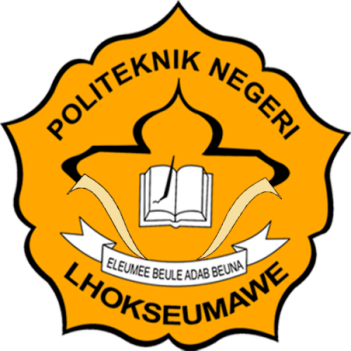 POLITEKNIK NEGERI
ELEUMEE BEULE ADAB BEUNA
LHOKSEUMAWE